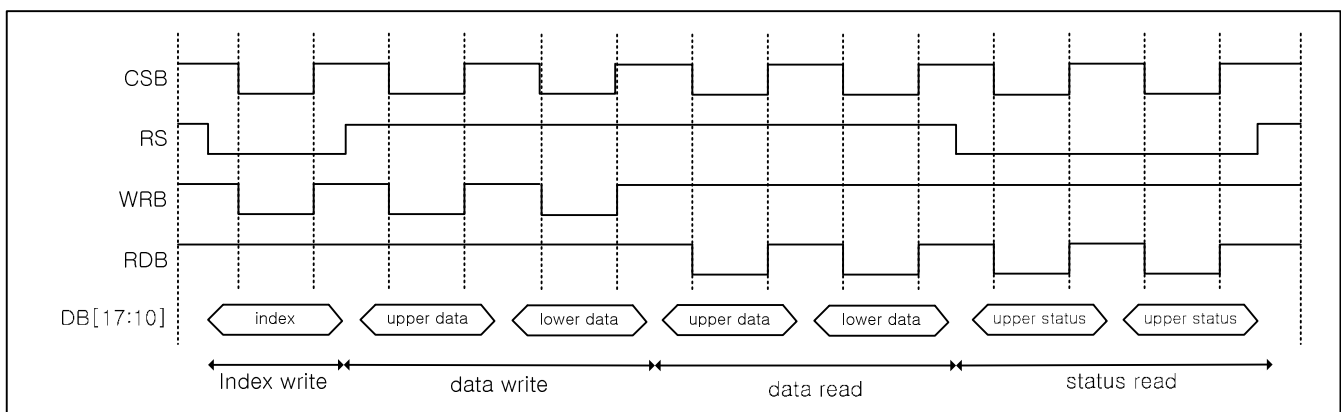 CSB
RS
WRB
RDB
DB[17:10] index upper data lower data upper data lower data upper status upper status
Index write data write data read status read